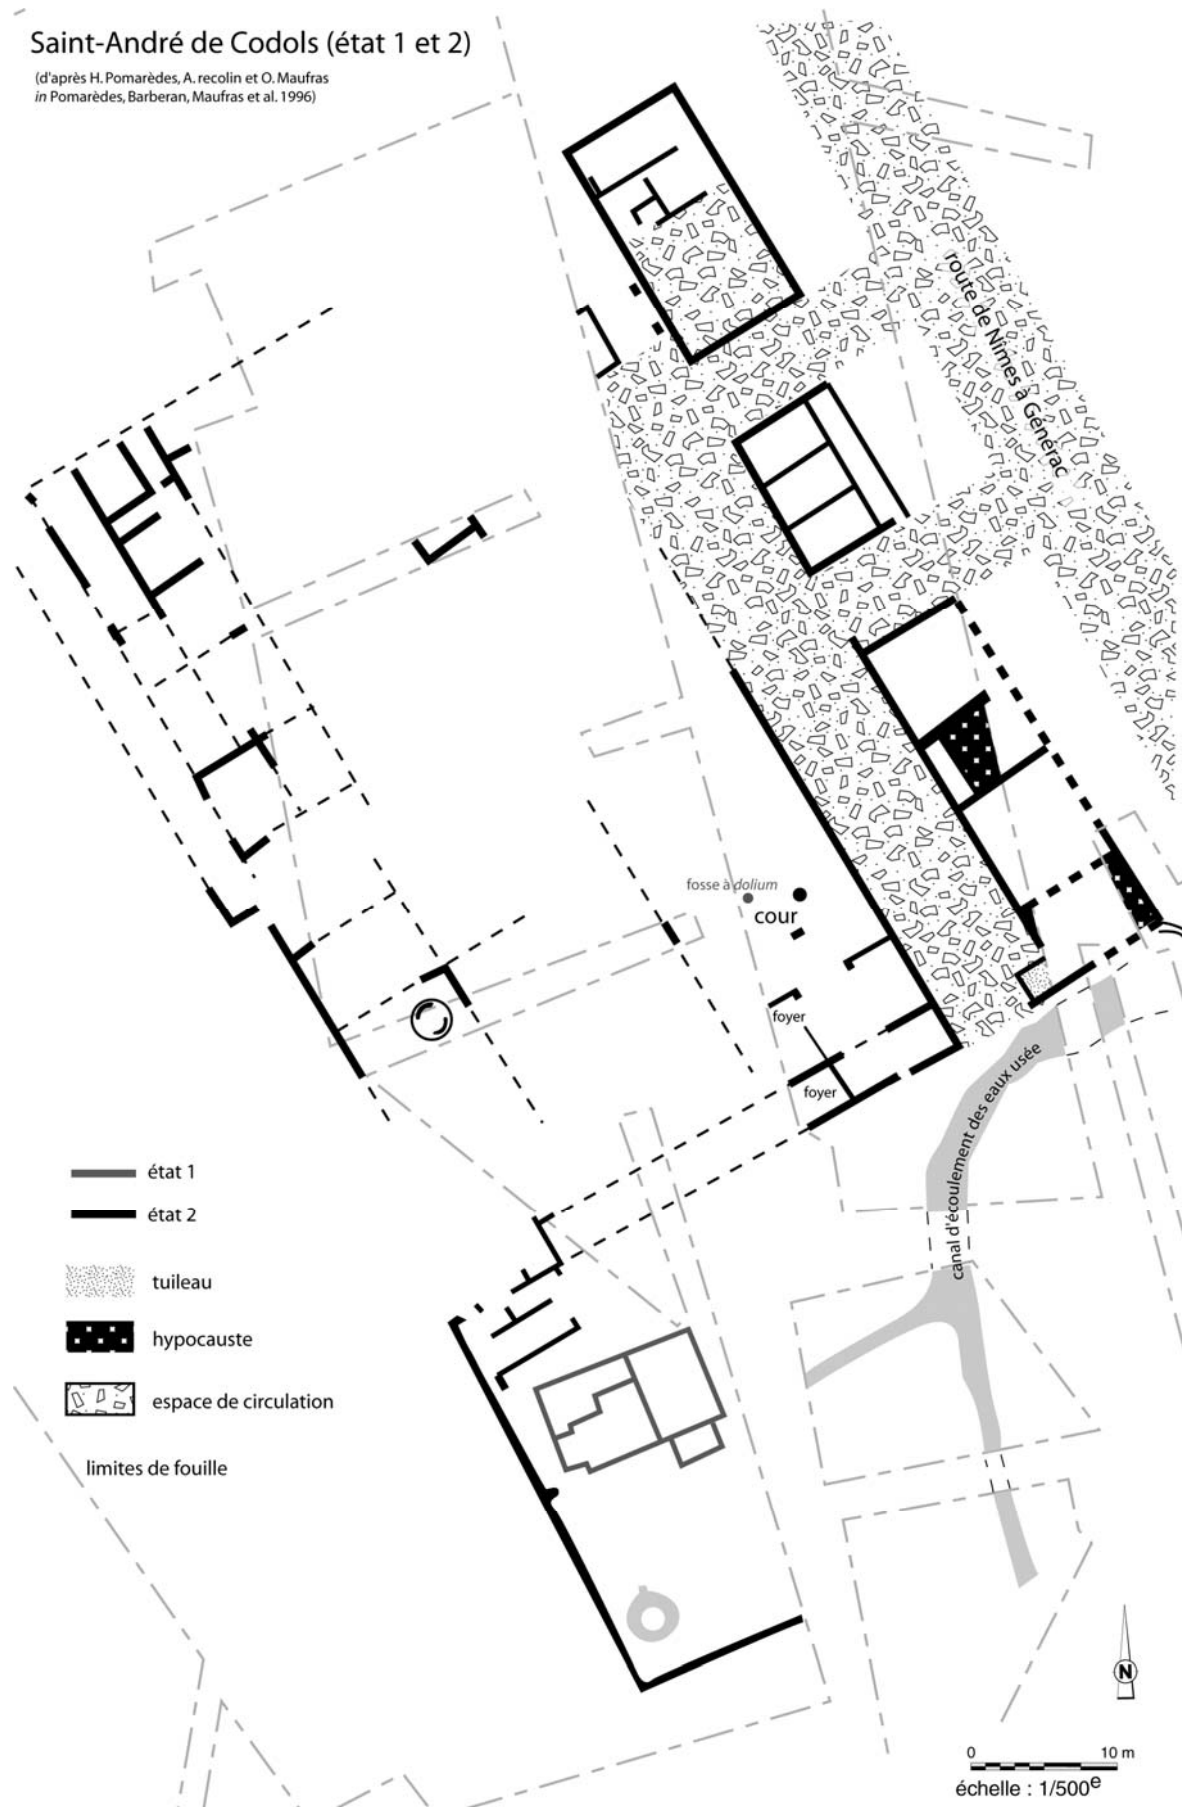 Saint-André de Codols (état 1 et 2)
(d'après H. Pomarèdes, A. recolin et O. Maufras
in Pomarèdes, Barberan, Maufras et al. 1996)
route de Nîmes à Générac
fosse à dolium
cour
foyer
foyer
canal d'écoulement des eaux usée
état 1
état 2
tuileau
hypocauste
espace de circulation
limites de fouille
N
0 10 m
échelle : 1/500e